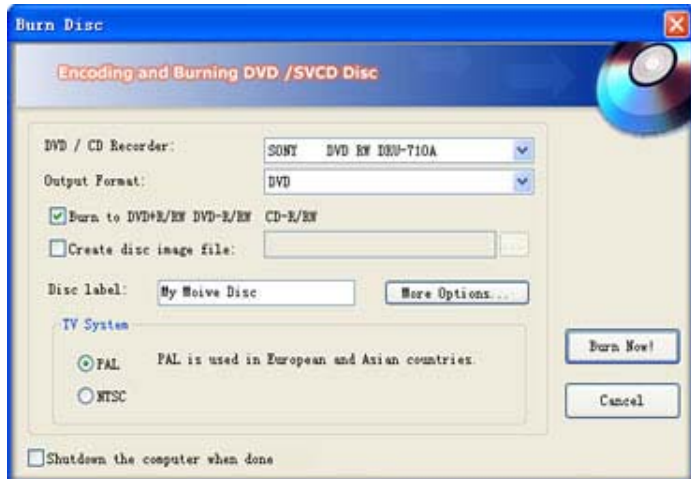 Burn Disc
Encoding and Burning DVD /SVCD Disc
DVD / CD Recorder:
SONY DVD RW DRU-710A
Output Format:
DVD
Burn to DVD+R/RW DVD-R/RW CD-R/RW
Create disc image file:
...
Disc label:
My Moive Disc
More Options...
TV System
PAL
PAL is used in European and Asian countries.
NTSC
Burn Now!
Cancel
Shutdown the computer when done